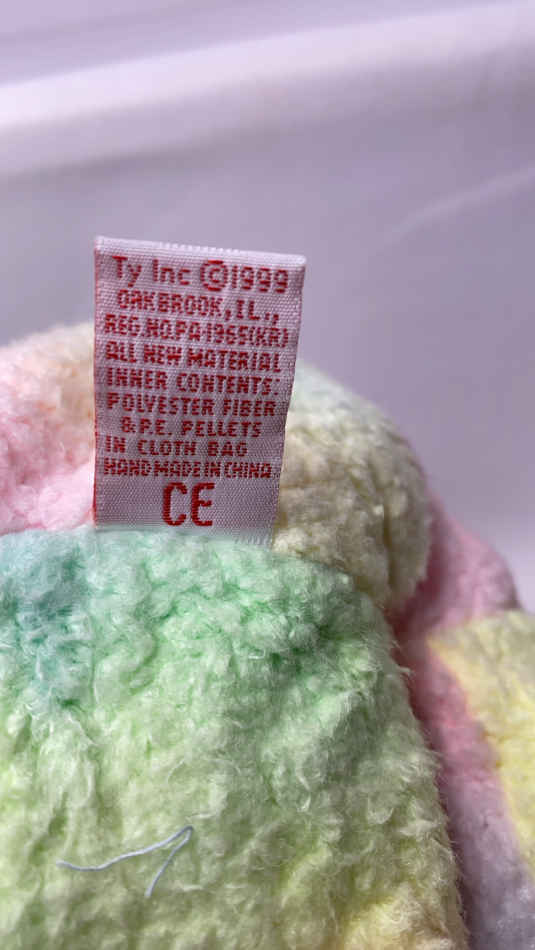 Ty Inc ©1999
OAKBROOK, IL.,
REG.NO.PA-1965(KR)
ALL NEW MATERIAL
INNER CONTENTS:
POLYESTER FIBER
& P.E. PELLETS
IN CLOTH BAG
HAND MADE IN CHINA
CE